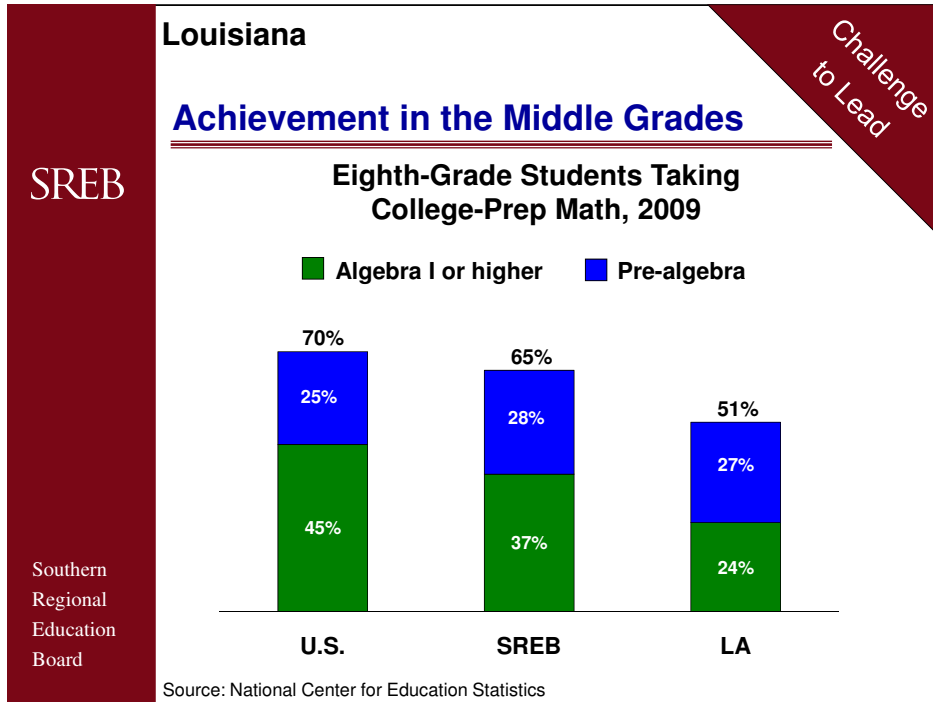 Louisiana
Challenge
to Lead
Achievement in the Middle Grades
SREB
Eighth-Grade Students Taking
College-Prep Math, 2009
Algebra I or higher
Pre-algebra
70%
25%
45%
65%
28%
37%
51%
27%
24%
U.S.
SREB
LA
Southern
Regional
Education
Board
Source: National Center for Education Statistics